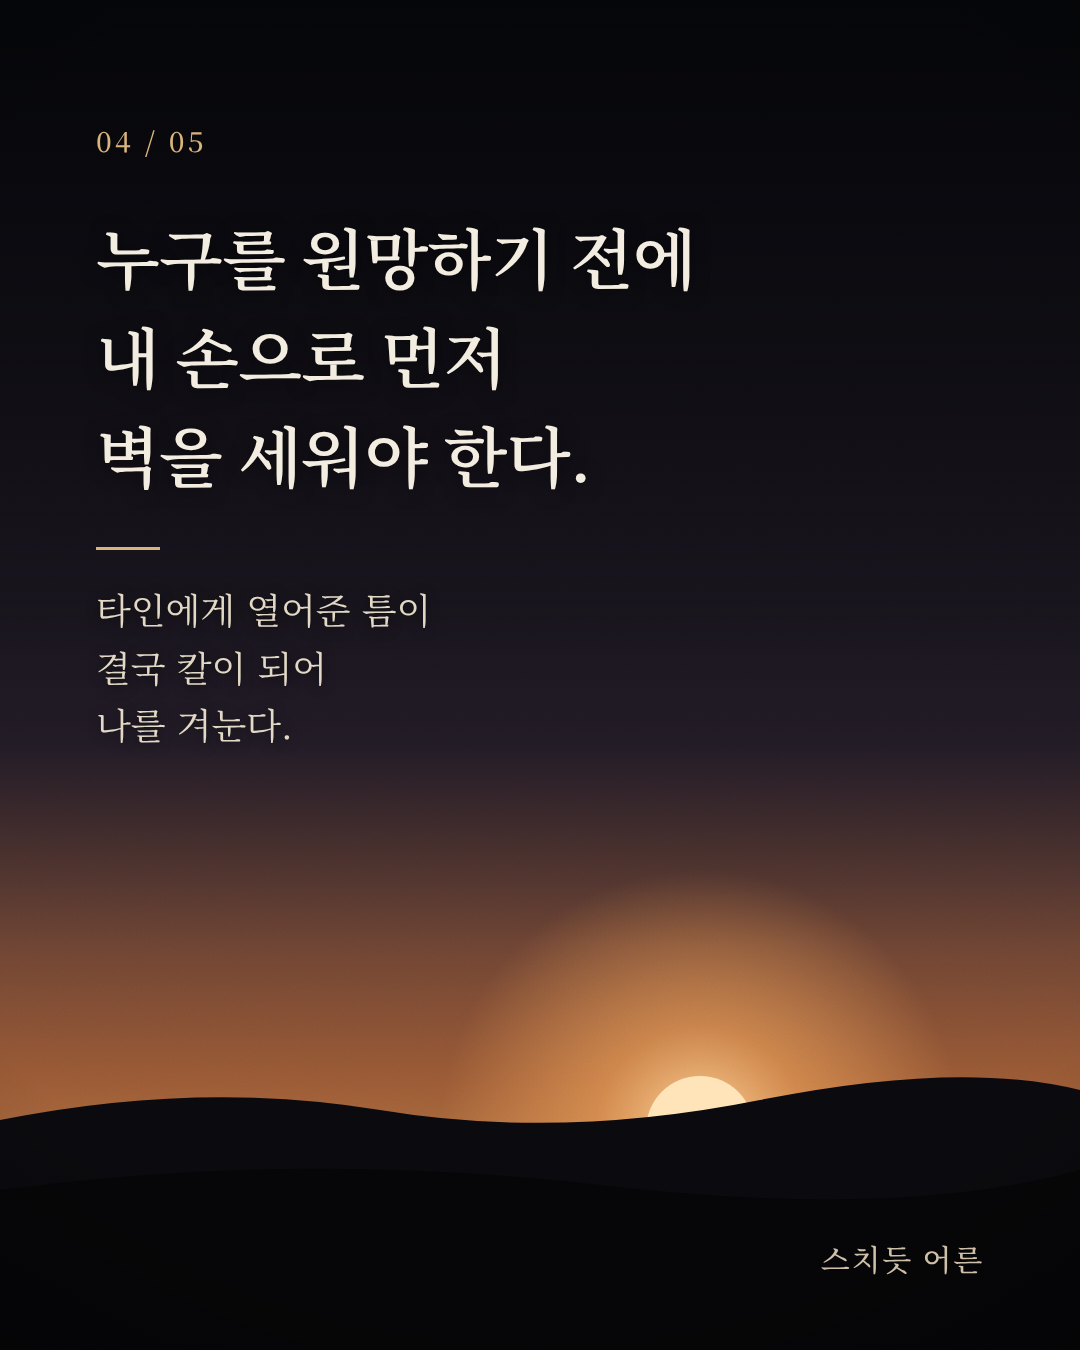 04 / 05
누구를 원망하기 전에
내 손으로 먼저
벽을 세워야 한다.
타인에게 열어준 틈이
결국 칼이 되어
나를 겨눈다.
스치듯 어른